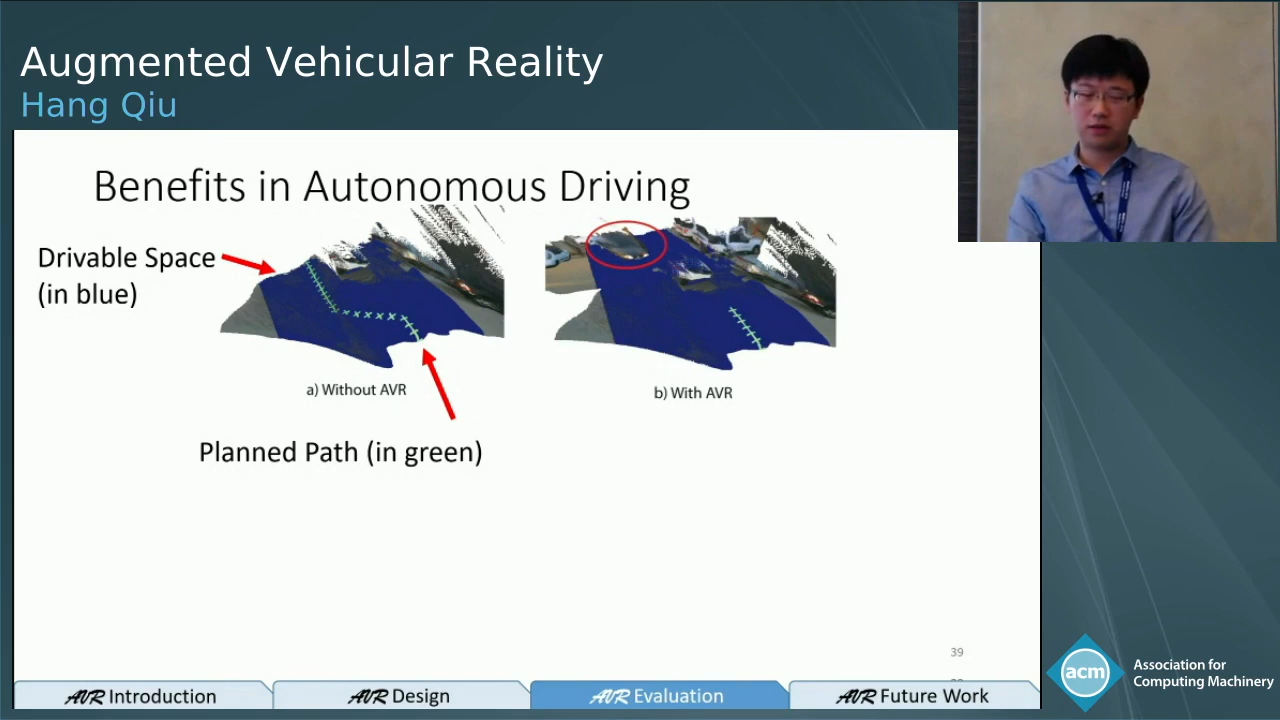 Augmented Vehicular Reality
Hang Qiu
Benefits in Autonomous Driving
Drivable Space
(in blue)
a) Without AVR
b) With AVR
Planned Path (in green)
39
AVR Introduction
AVR Design
AVR Evaluation
AVR Future Work
acm
Association for
Computing Machinery